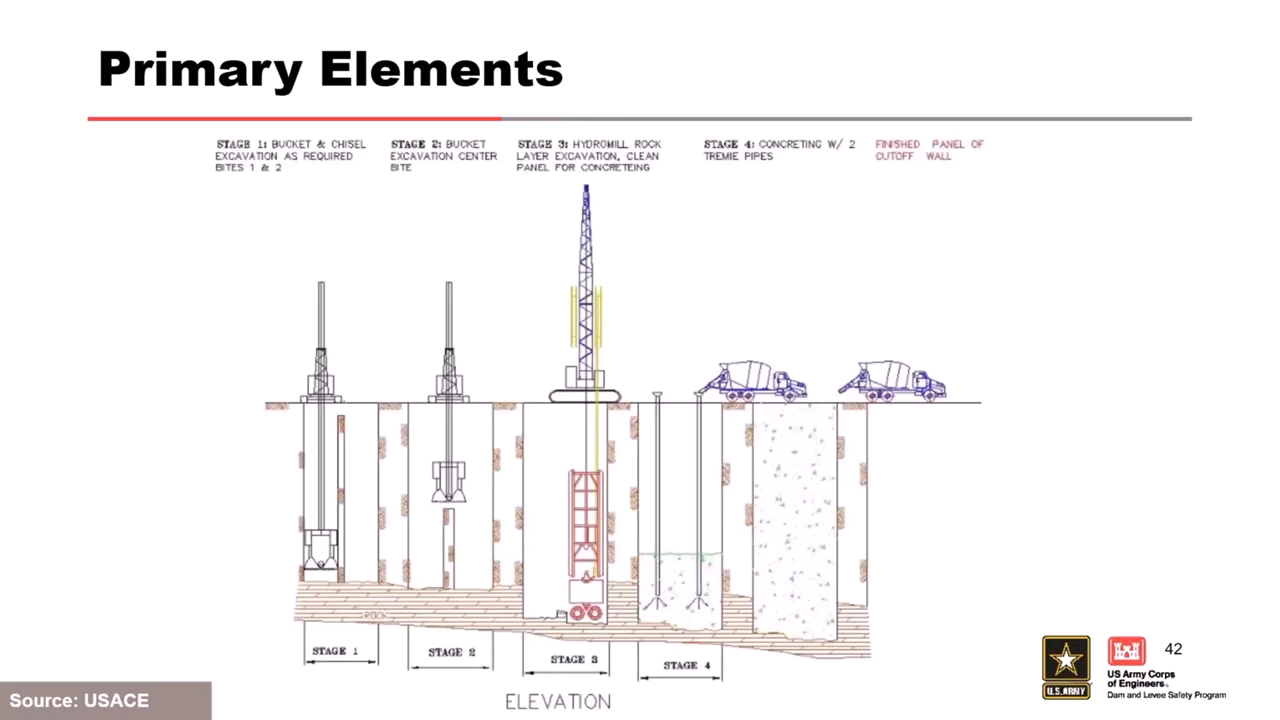 Primary Elements
STAGE 1: BUCKET & CHISEL
EXCAVATION AS REQUIRED
BITES 1 & 2
STAGE 2: BUCKET
EXCAVATION CENTER
BITE
STAGE 3: HYDROMILL ROCK
LAYER EXCAVATION, CLEAN
PANEL FOR CONCRETEING
STAGE 4: CONCRETING W/ 2
TREMIE PIPES
FINISHED PANEL OF
CUTOFF WALL
ROCK
STAGE 1
STAGE 2
STAGE 3
STAGE 4
ELEVATION
Source: USACE
U.S.ARMY
42
US Army Corps
of Engineers®
Dam and Levee Safety Program